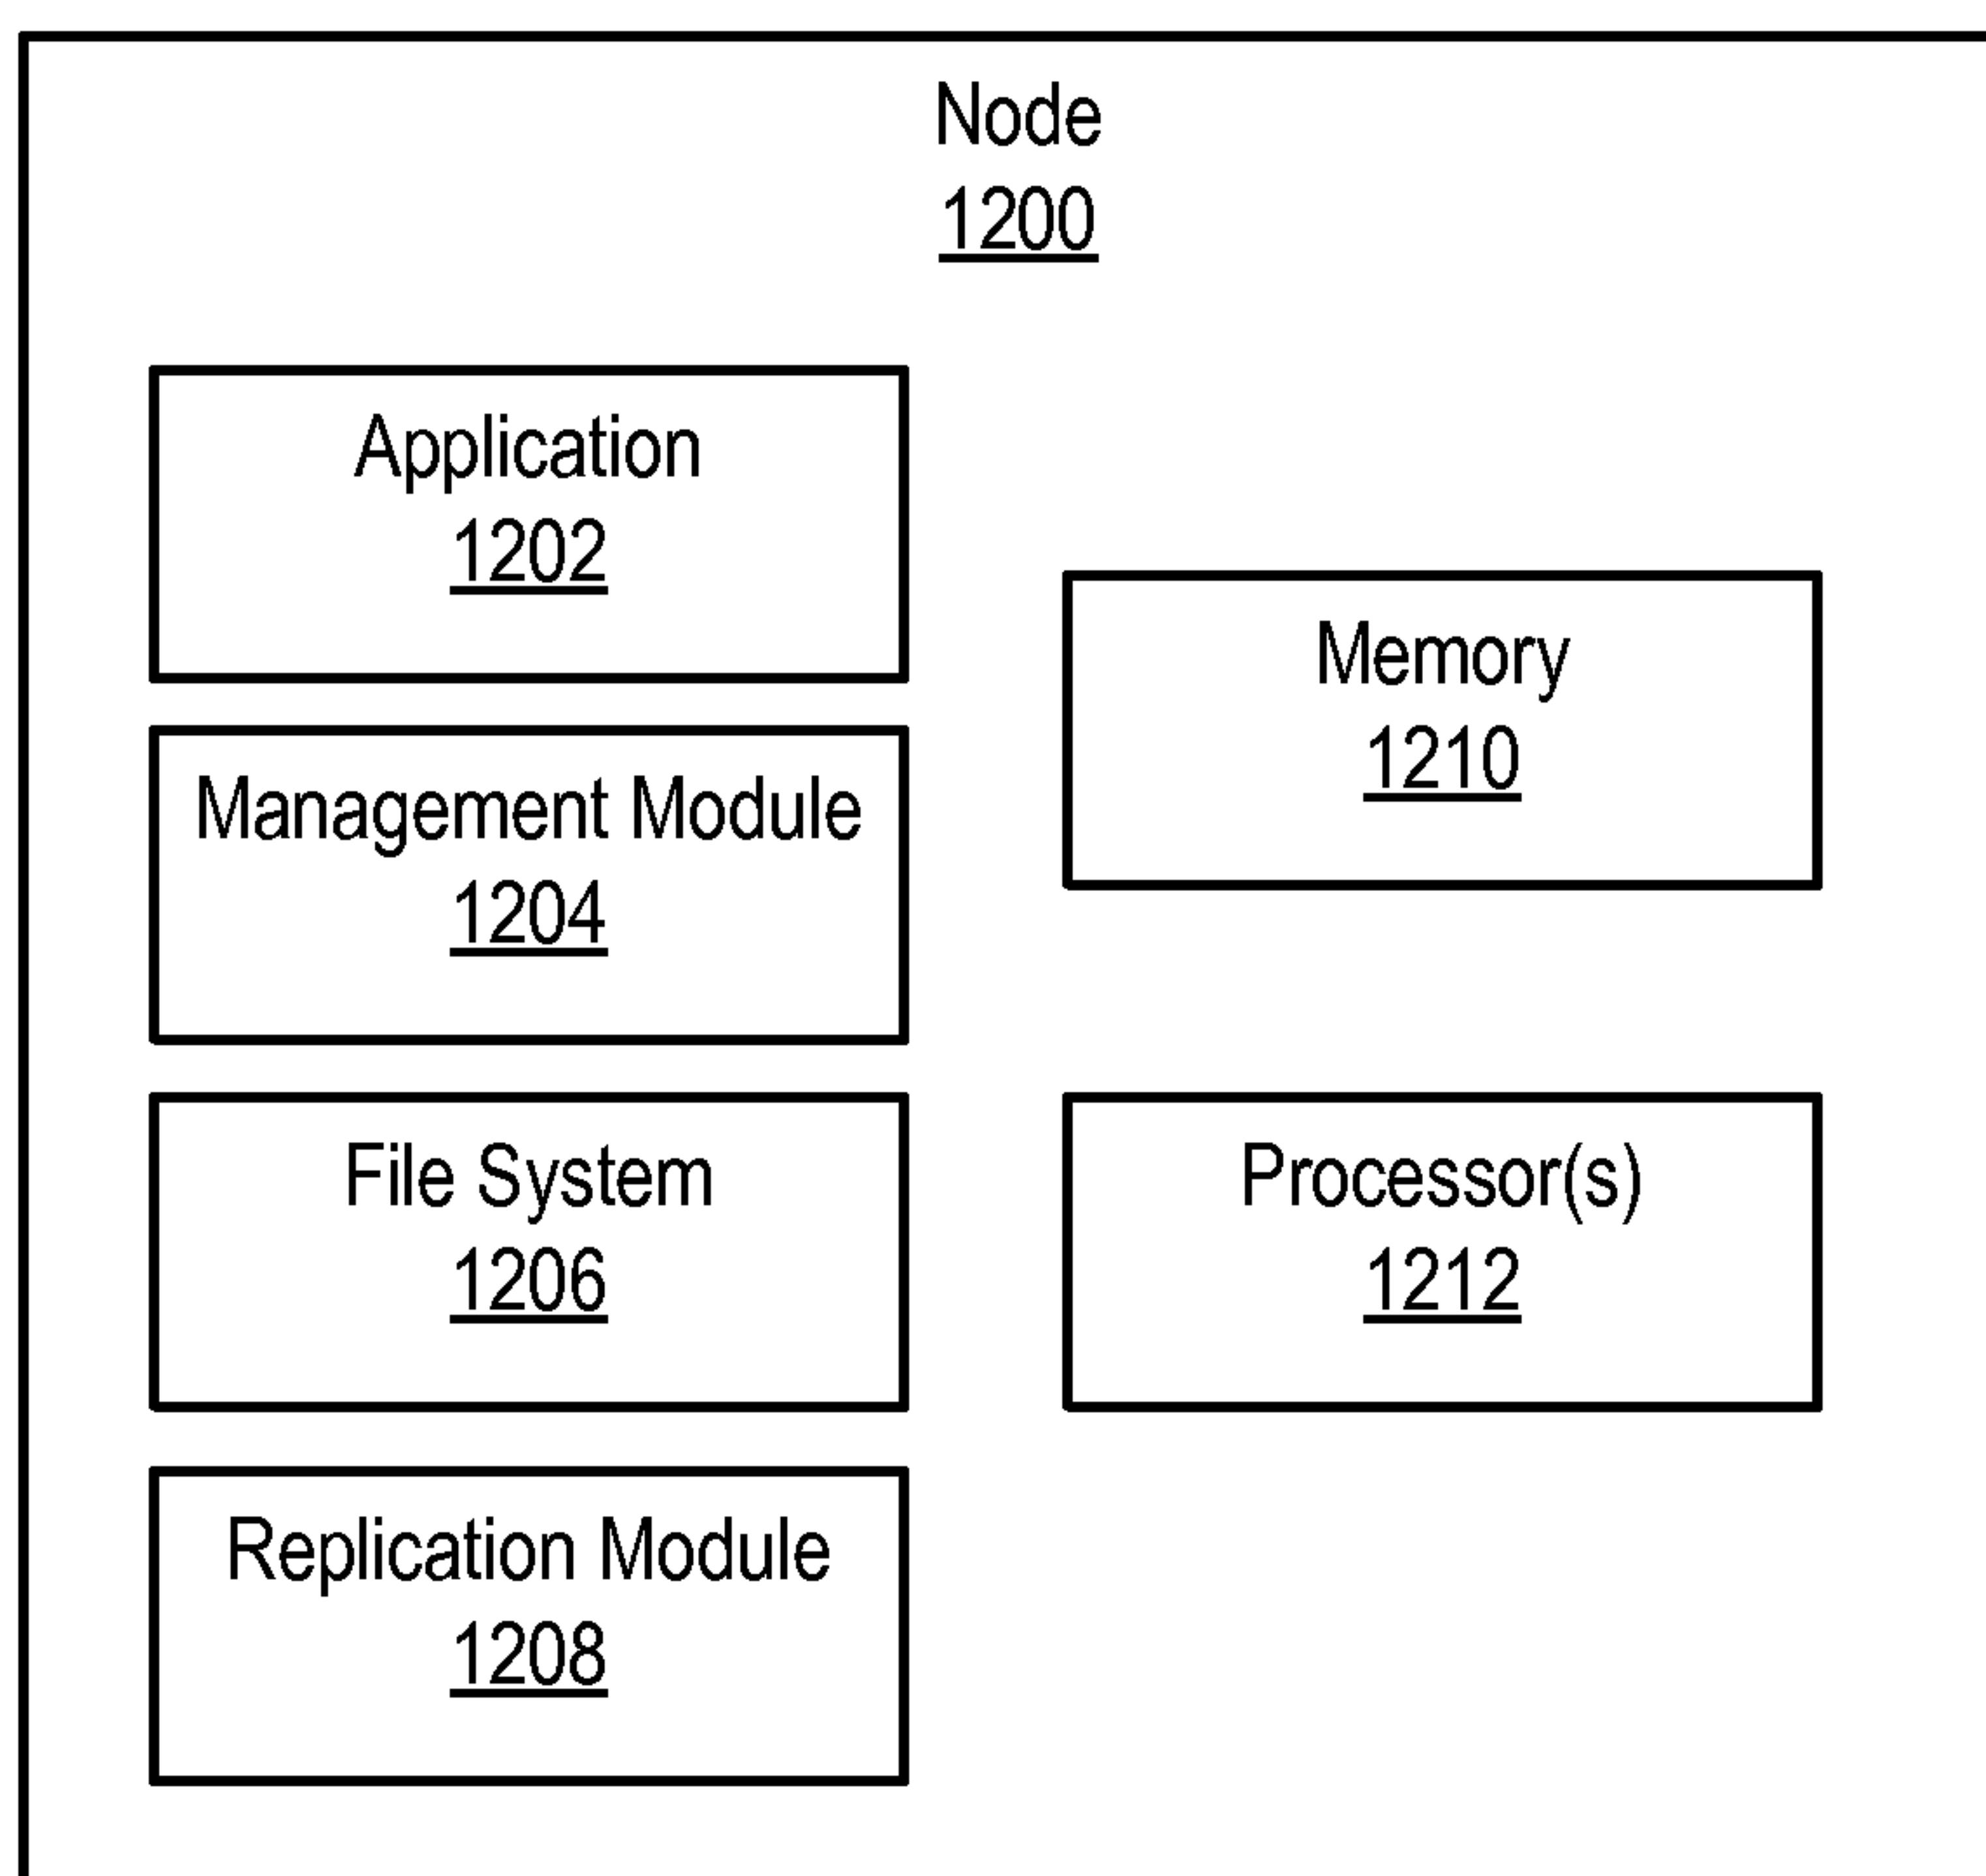 Node
1200
Application
1202
Management Module
1204
File System
1206
Replication Module
1208
Memory
1210
Processor(s)
1212